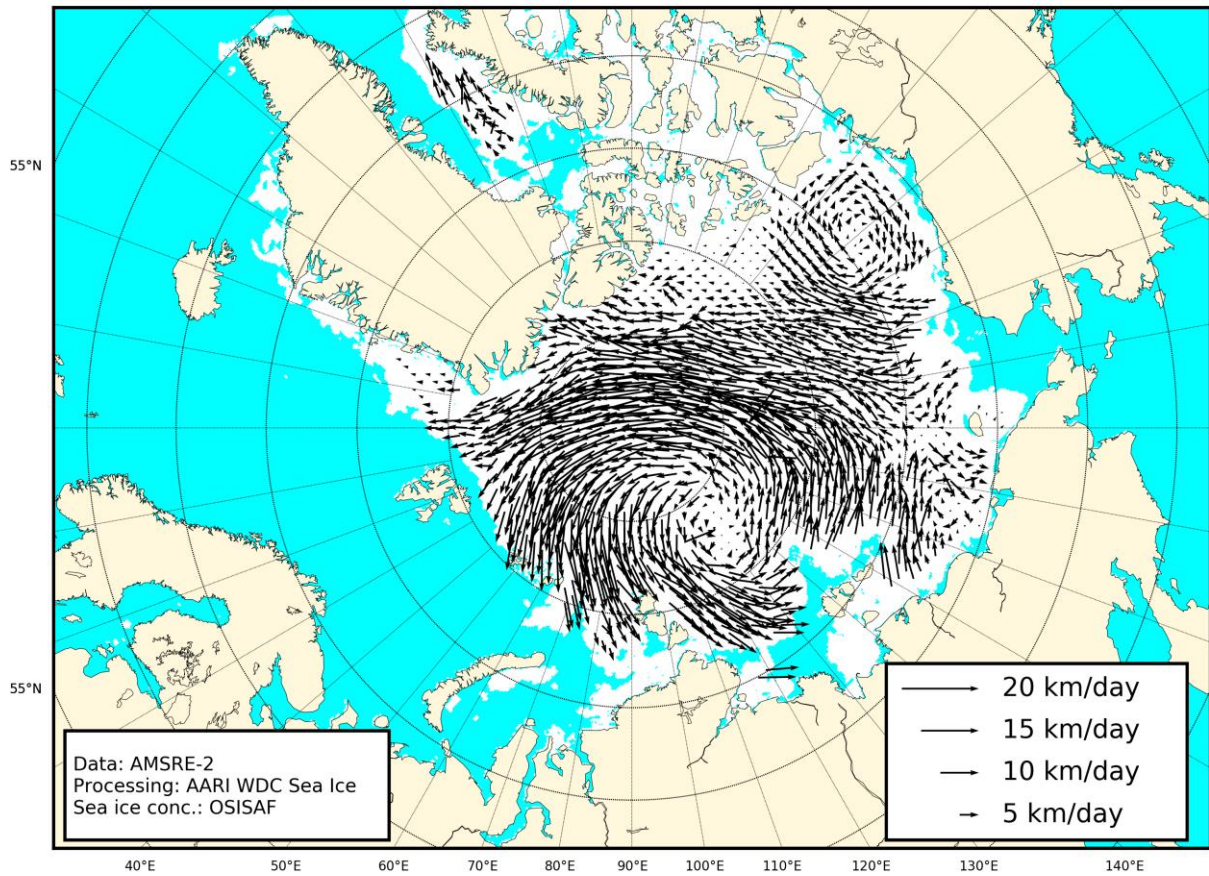 55°N
55°N
Data: AMSRE-2
Processing: AARI WDC Sea Ice
Sea ice conc.: OSISAF
20 km/day
15 km/day
10 km/day
5 km/day
40°E 50°E 60°E 70°E 80°E 90°E 100°E 110°E 120°E 130°E 140°E